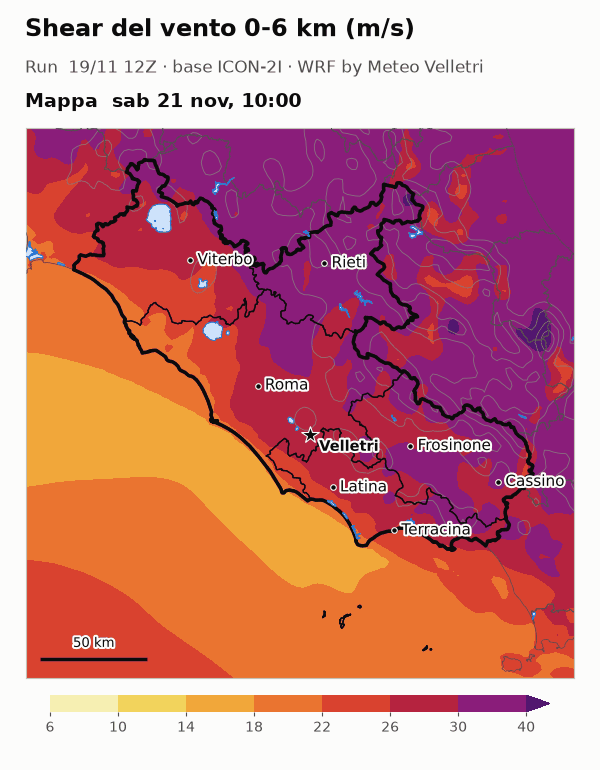 Shear del vento 0-6 km (m/s)
Run  19/11 12Z · base ICON-2I · WRF by Meteo Velletri
Mappa  sab 21 nov, 10:00
Viterbo
Rieti
Roma
Velletri
Frosinone
Latina
Cassino
Terracina
50 km
6 10 14 18 22 26 30 40